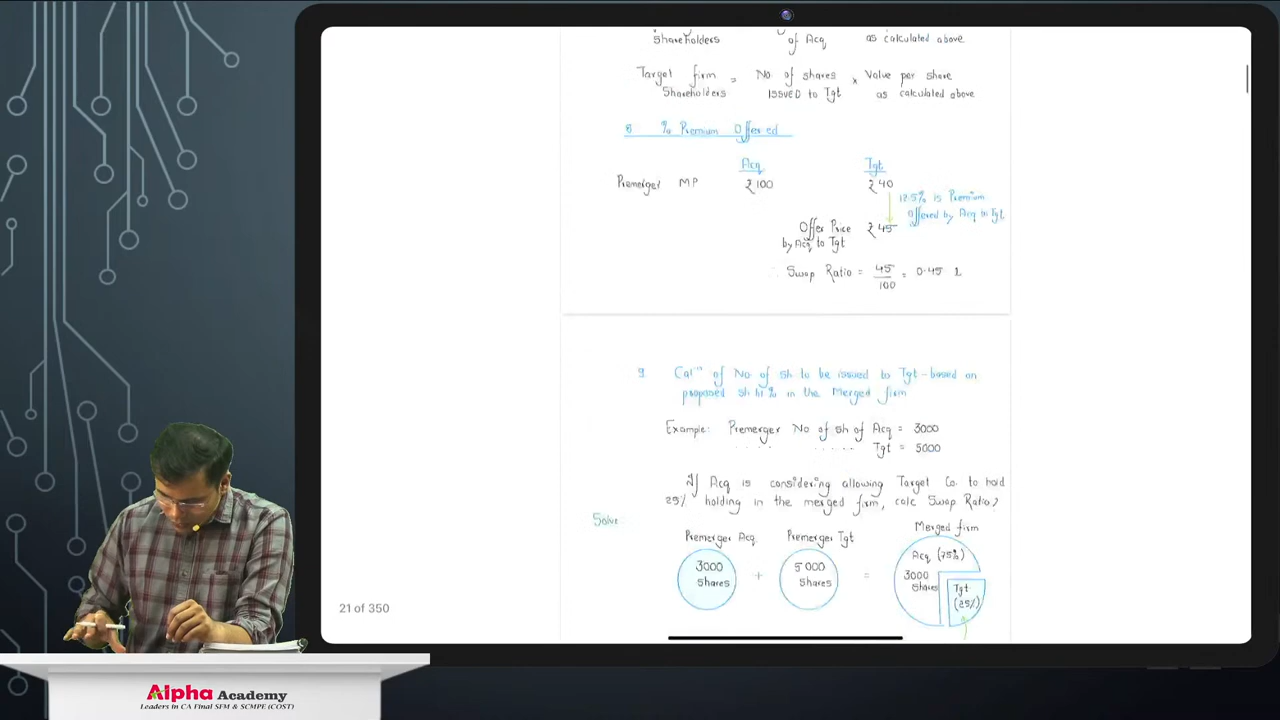 shareHolders of Acq as calculated above
Target firm = No. of shares * Value per share
Shareholders ISSUED to Tgt as calculated above
8 % Premium Offered
Acq Tgt
Premerger MP ₹100 ₹40
12.5% is Premium
Offered by Acq to Tgt
Offer Price ₹45
by Acq to Tgt
Swap Ratio = 45/100 = 0.45 :1
9 Calⁿ of No of Sh to be issued to Tgt - based on
proposed sh hl % in the Merged firm
Example: Premerger No of sh of Acq = 3000
Tgt = 5000
If Acq is considering allowing Target Co. to hold
25% holding in the merged firm, calc Swap Ratio?
Solve
Premerger Acq Premerger Tgt Merged firm
3000 shares + 5000 shares = Acq (75%) 3000 Shares Tgt (25%)
21 of 350
Alpha Academy
Leaders in CA Final SFM & SCMPE (COST)